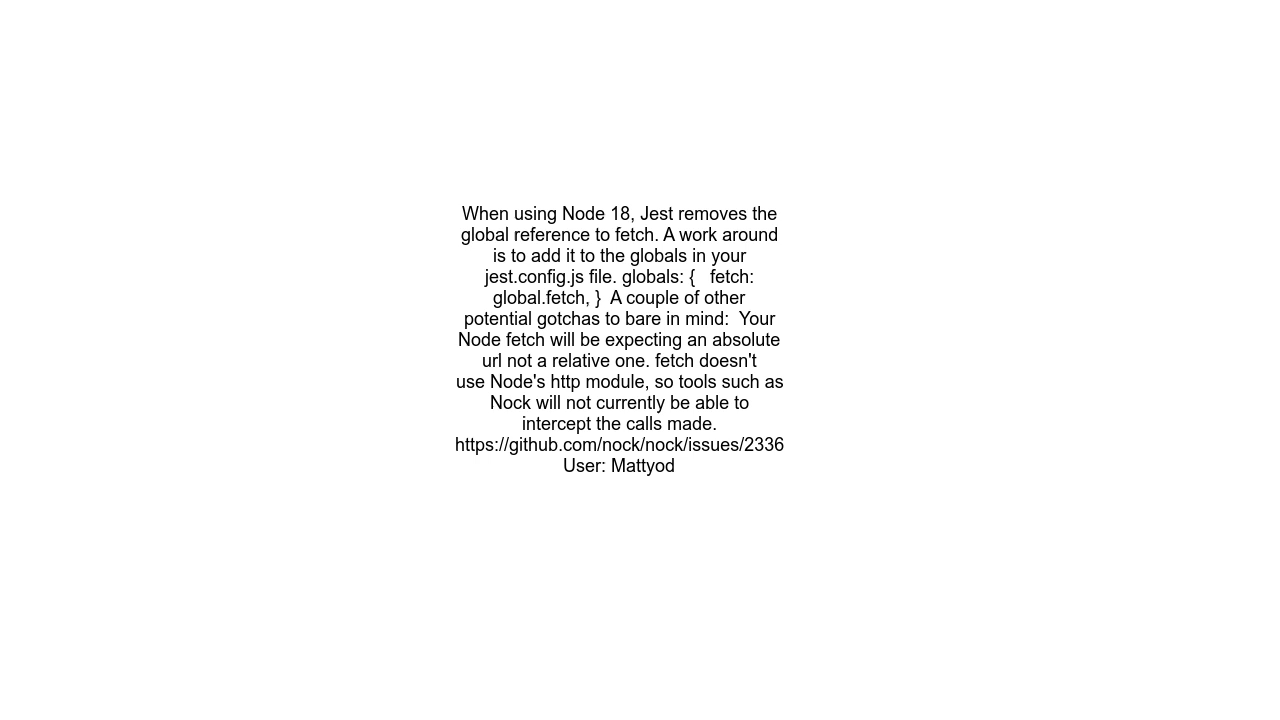 When using Node 18, Jest removes the
global reference to fetch. A work around
is to add it to the globals in your
jest.config.js file. globals: {   fetch:
global.fetch, }  A couple of other
potential gotchas to bare in mind:  Your
Node fetch will be expecting an absolute
url not a relative one. fetch doesn't
use Node's http module, so tools such as
Nock will not currently be able to
intercept the calls made.
https://github.com/nock/nock/issues/2336
User: Mattyod